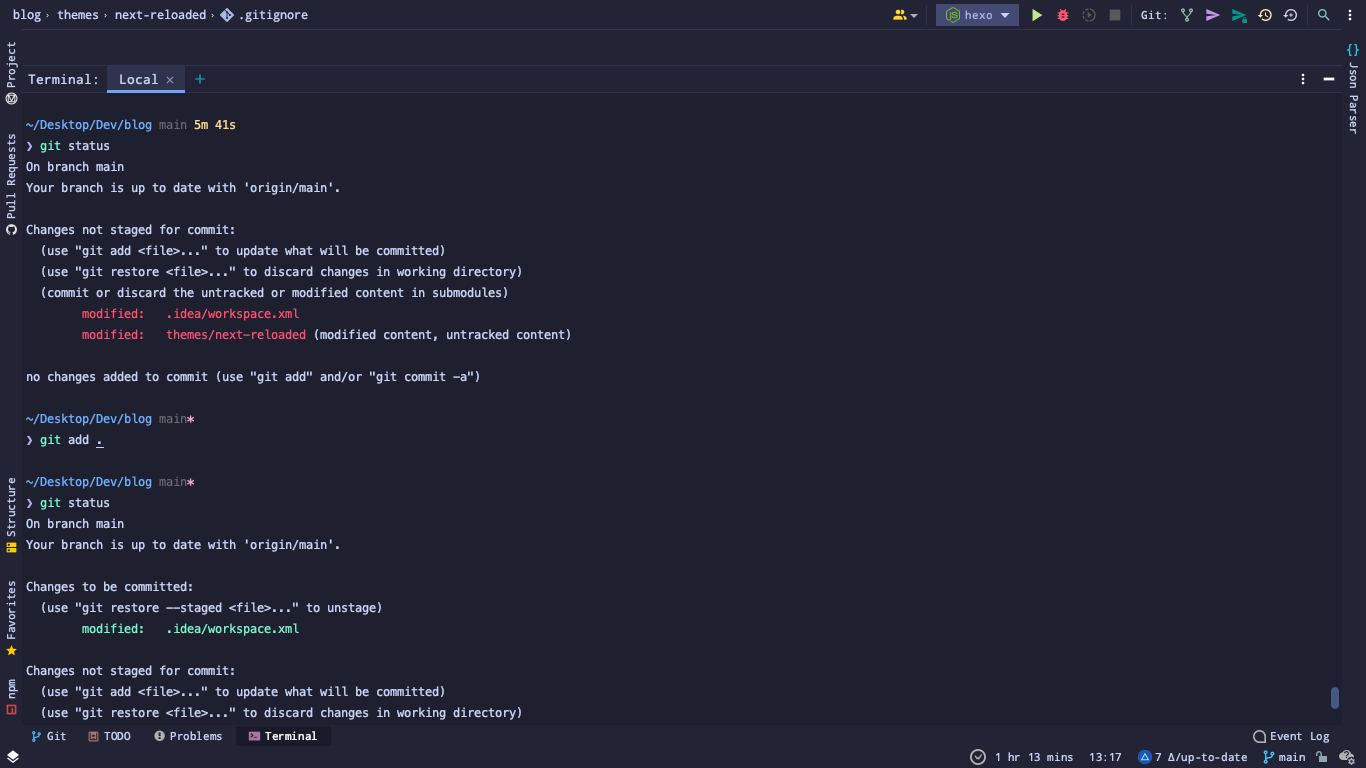 blog › themes › next-reloaded › .gitignore
hexo
Git:
Terminal: Local × +
~/Desktop/Dev/blog main 5m 41s
❯ git status
On branch main
Your branch is up to date with 'origin/main'.
Changes not staged for commit:
(use "git add <file>..." to update what will be committed)
(use "git restore <file>..." to discard changes in working directory)
(commit or discard the untracked or modified content in submodules)
modified: .idea/workspace.xml
modified: themes/next-reloaded (modified content, untracked content)
no changes added to commit (use "git add" and/or "git commit -a")
~/Desktop/Dev/blog main*
❯ git add .
~/Desktop/Dev/blog main*
❯ git status
On branch main
Your branch is up to date with 'origin/main'.
Changes to be committed:
(use "git restore --staged <file>..." to unstage)
modified: .idea/workspace.xml
Changes not staged for commit:
(use "git add <file>..." to update what will be committed)
(use "git restore <file>..." to discard changes in working directory)
Project
Pull Requests
Structure
Favorites
npm
Json Parser
Git TODO Problems Terminal Event Log
1 hr 13 mins 13:17 7 Δ/up-to-date main